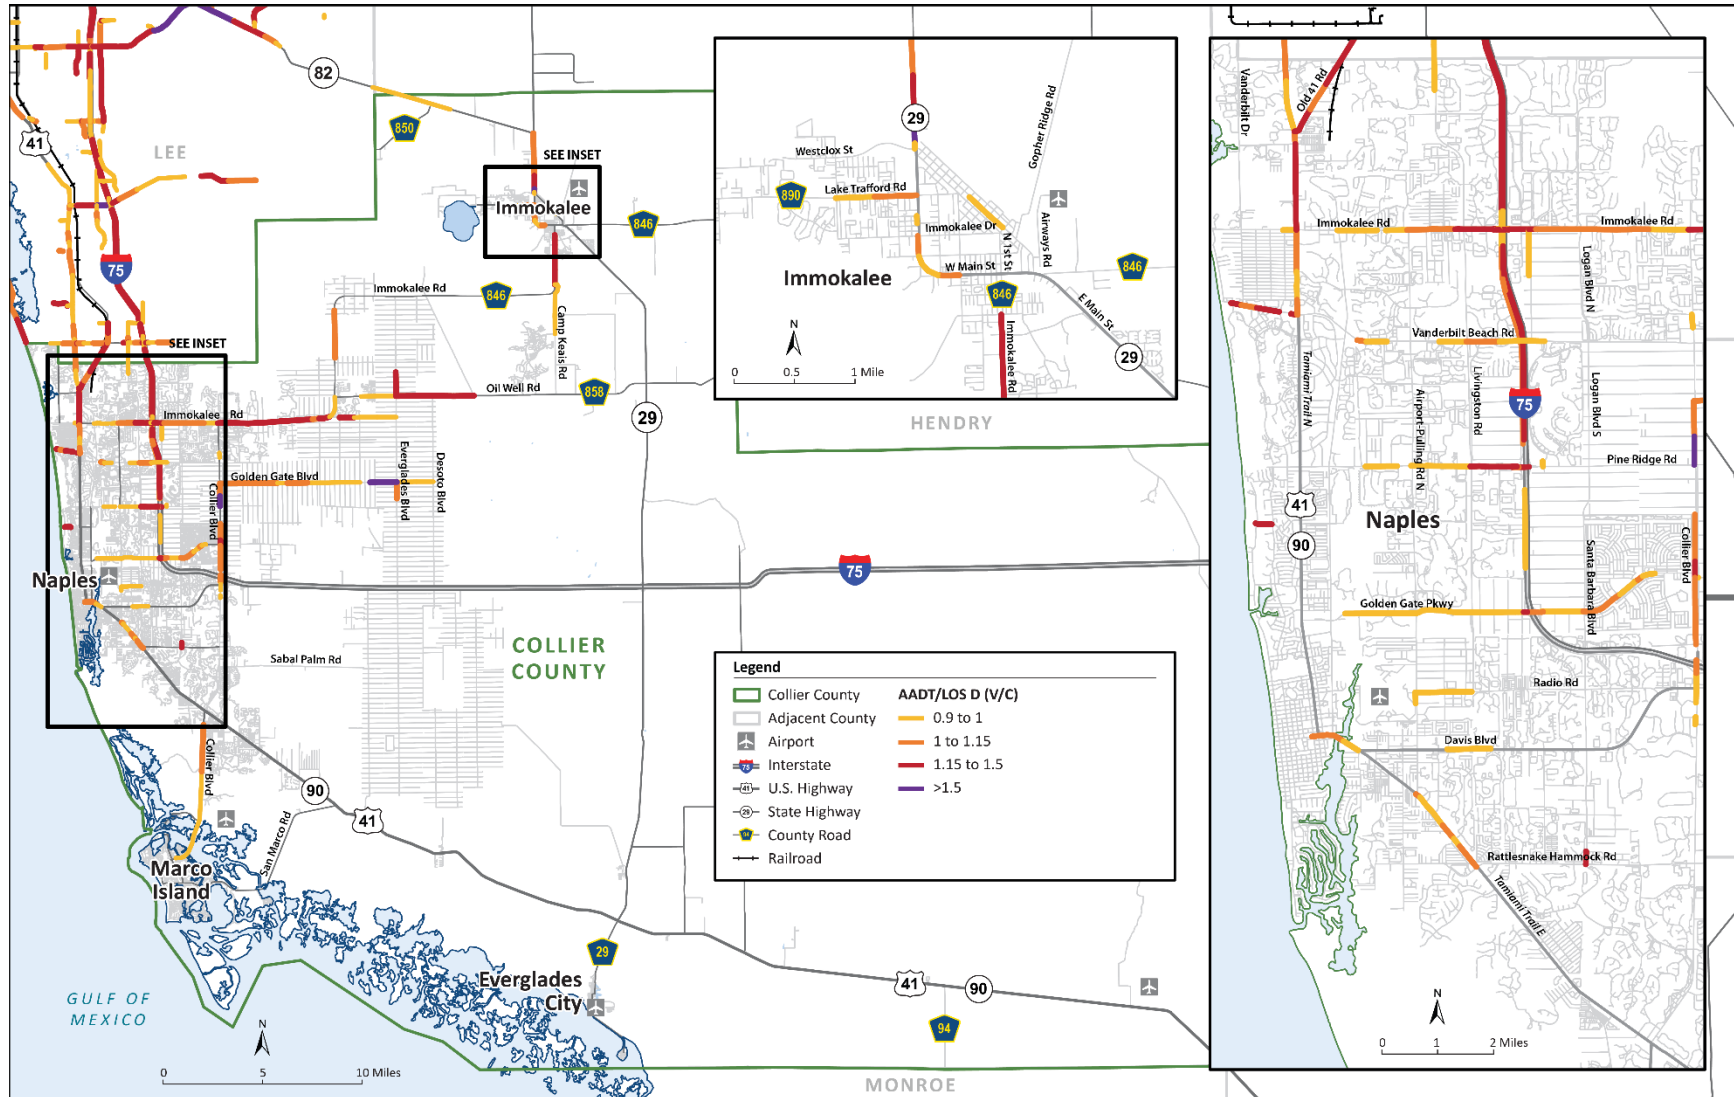 82
29
850
41
LEE
SEE INSET
Immokalee
846
75
Immokalee Rd
846
Camp Keais Rd
SEE INSET
Oil Well Rd
858
29
Immokalee Rd
Golden Gate Blvd
Everglades Blvd
Desoto Blvd
Collier Blvd
75
Naples
COLLIER
COUNTY
Sabal Palm Rd
Collier Blvd
90
41
San Marco Rd
Marco
Island
29
Everglades
City
41
90
94
GULF OF
MEXICO
N
0
5
10 Miles
MONROE
HENDRY
29
Gopher Ridge Rd
Westclox St
890
Lake Trafford Rd
Immokalee Dr
N 1st St
Airways Rd
W Main St
846
Immokalee
846
E Main St
Immokalee Rd
29
N
0
0.5
1 Mile
Legend
Collier County
Adjacent County
Airport
75
Interstate
41
U.S. Highway
29
State Highway
94
County Road
Railroad
AADT/LOS D (V/C)
0.9 to 1
1 to 1.15
1.15 to 1.5
>1.5
Vanderbilt Dr
Old 41 Rd
Immokalee Rd
Immokalee Rd
Logan Blvd N
Vanderbilt Beach Rd
Tamiami Trail N
Airport-Pulling Rd N
Livingston Rd
75
Logan Blvd S
Pine Ridge Rd
41
Naples
90
Santa Barbara Blvd
Collier Blvd
Golden Gate Pkwy
Radio Rd
Davis Blvd
Rattlesnake Hammock Rd
Tamiami Trail E
N
0
1
2 Miles